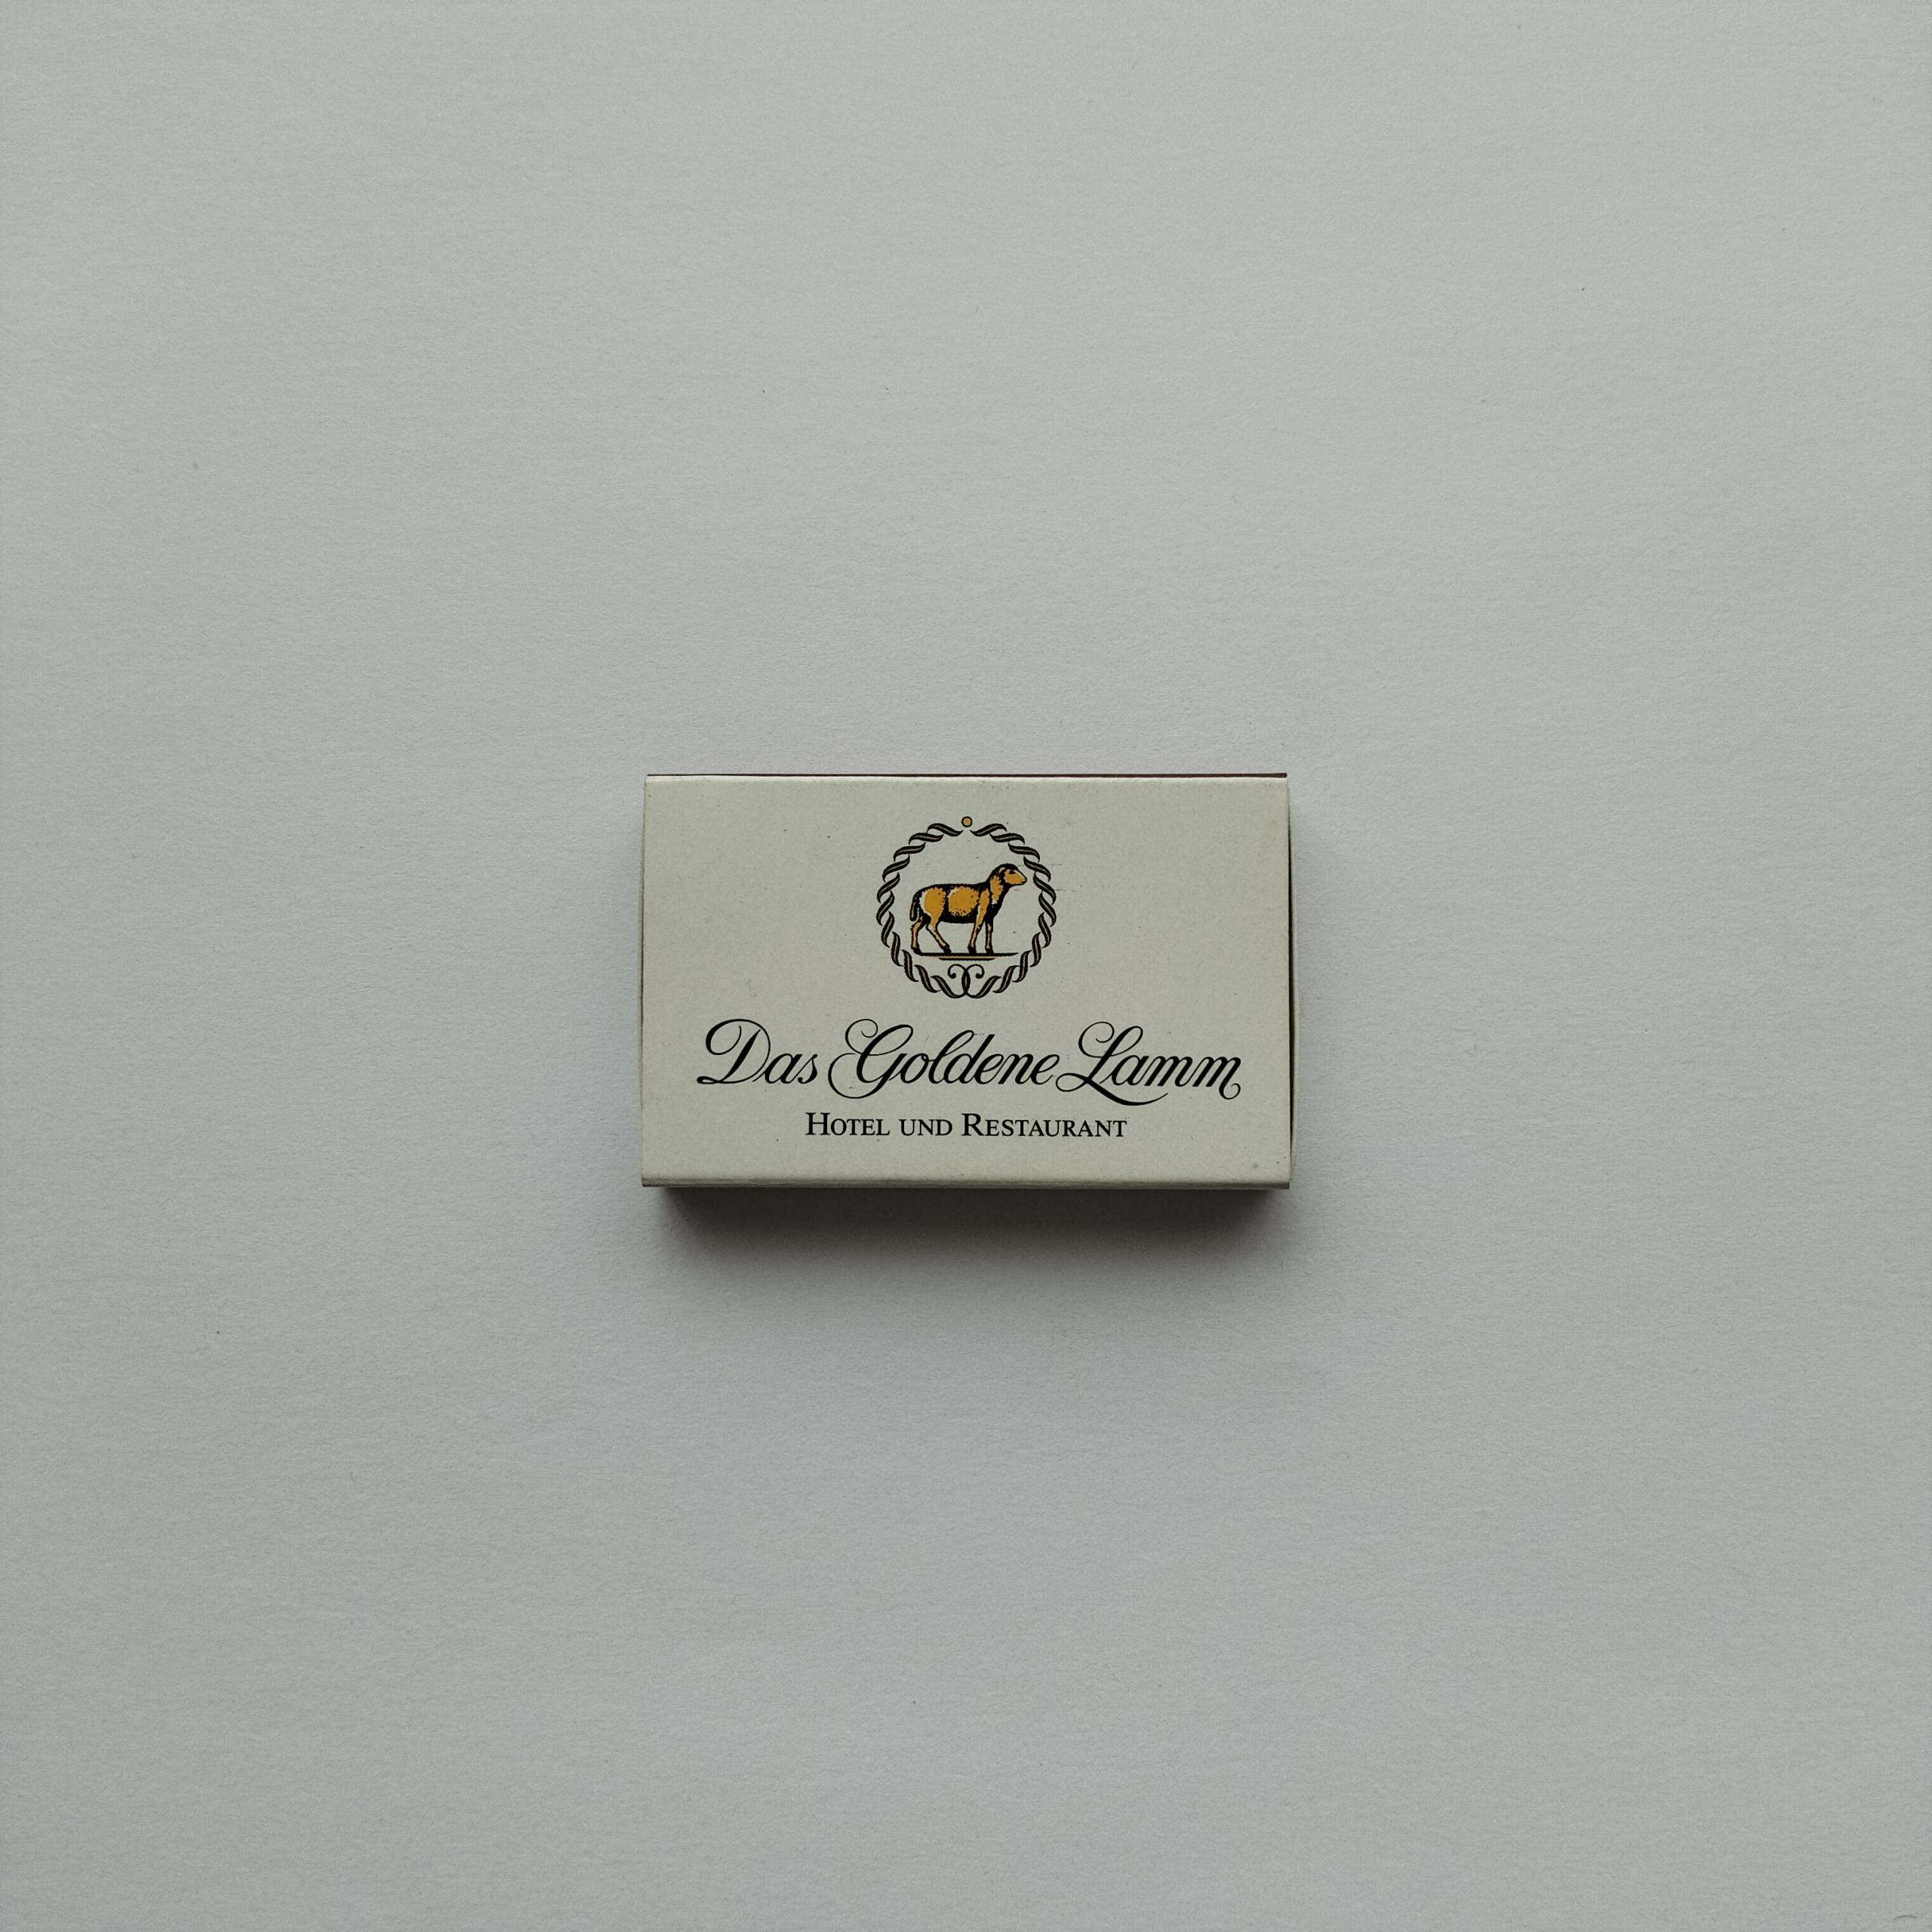 Das Goldene Lamm
Hotel und Restaurant